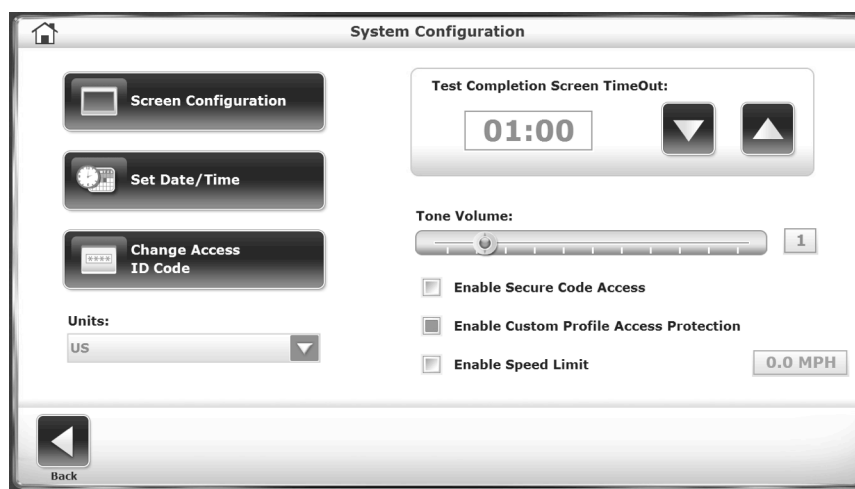 System Configuration
Screen Configuration
Set Date/Time
****
Change Access
ID Code
Units:
US
Test Completion Screen TimeOut:
01:00
Tone Volume:
1
Enable Secure Code Access
Enable Custom Profile Access Protection
Enable Speed Limit
0.0 MPH
Back